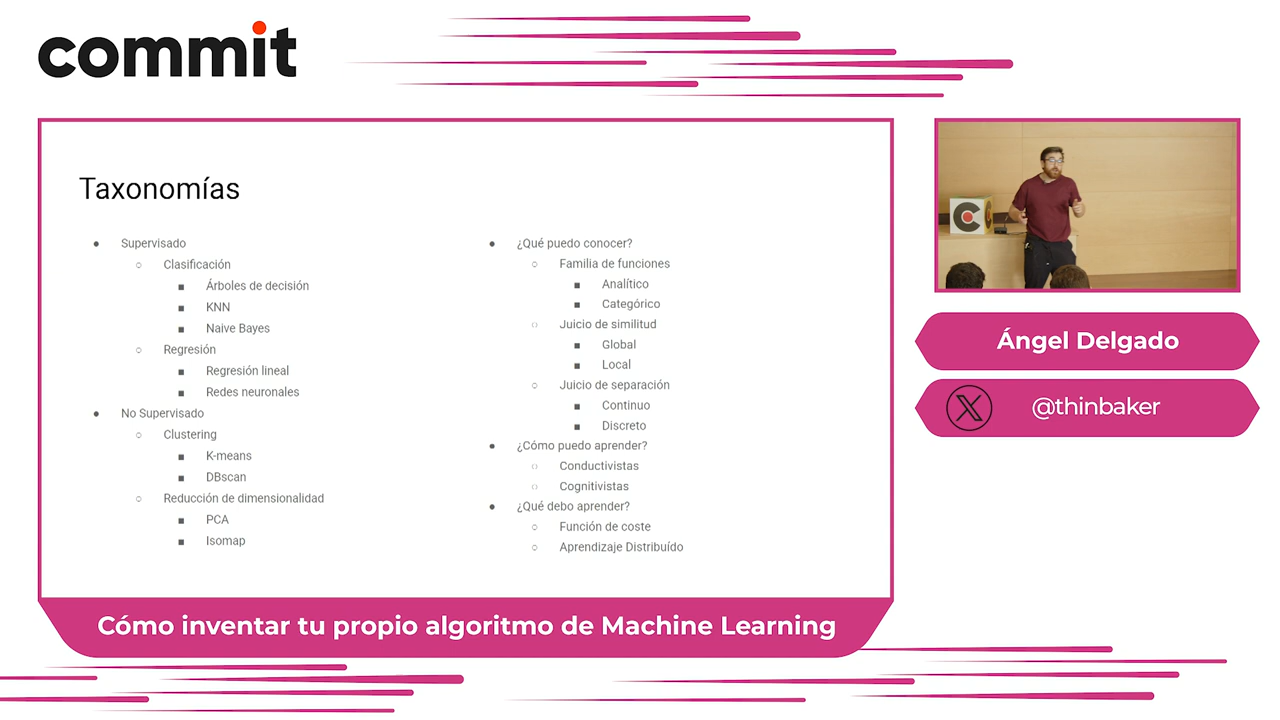 commit
Taxonomías
Supervisado
Clasificación
Árboles de decisión
KNN
Naive Bayes
Regresión
Regresión lineal
Redes neuronales
No Supervisado
Clustering
K-means
DBscan
Reducción de dimensionalidad
PCA
Isomap
¿Qué puedo conocer?
Familia de funciones
Analítico
Categórico
Juicio de similitud
Global
Local
Juicio de separación
Continuo
Discreto
¿Cómo puedo aprender?
Conductivistas
Cognitivistas
¿Qué debo aprender?
Función de coste
Aprendizaje Distribuído
Ángel Delgado
@thinbaker
Cómo inventar tu propio algoritmo de Machine Learning